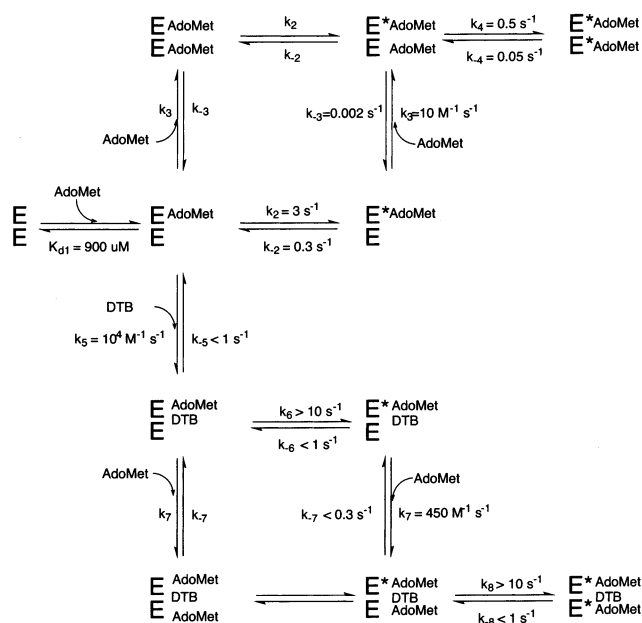 E AdoMet k2 E*AdoMet k4 = 0.5 s-1 E*AdoMet
E AdoMet k-2 E AdoMet k-4 = 0.05 s-1 E*AdoMet
k3 k-3 k-3=0.002 s-1 k3=10 M-1 s-1
AdoMet AdoMet
AdoMet
E E AdoMet k2 = 3 s-1 E*AdoMet
E Kd1 = 900 uM E k-2 = 0.3 s-1 E
DTB
k5 = 10⁴ M-1 s-1 k-5 < 1 s-1
E AdoMet k6 > 10 s-1 E* AdoMet
DTB DTB
E k-6 < 1 s-1 E
AdoMet AdoMet
k7 k-7 k-7 < 0.3 s-1 k7 = 450 M-1 s-1
E AdoMet E* AdoMet k8 > 10 s-1 E* AdoMet
DTB DTB DTB
E AdoMet E AdoMet k-8 < 1 s-1 E* AdoMet